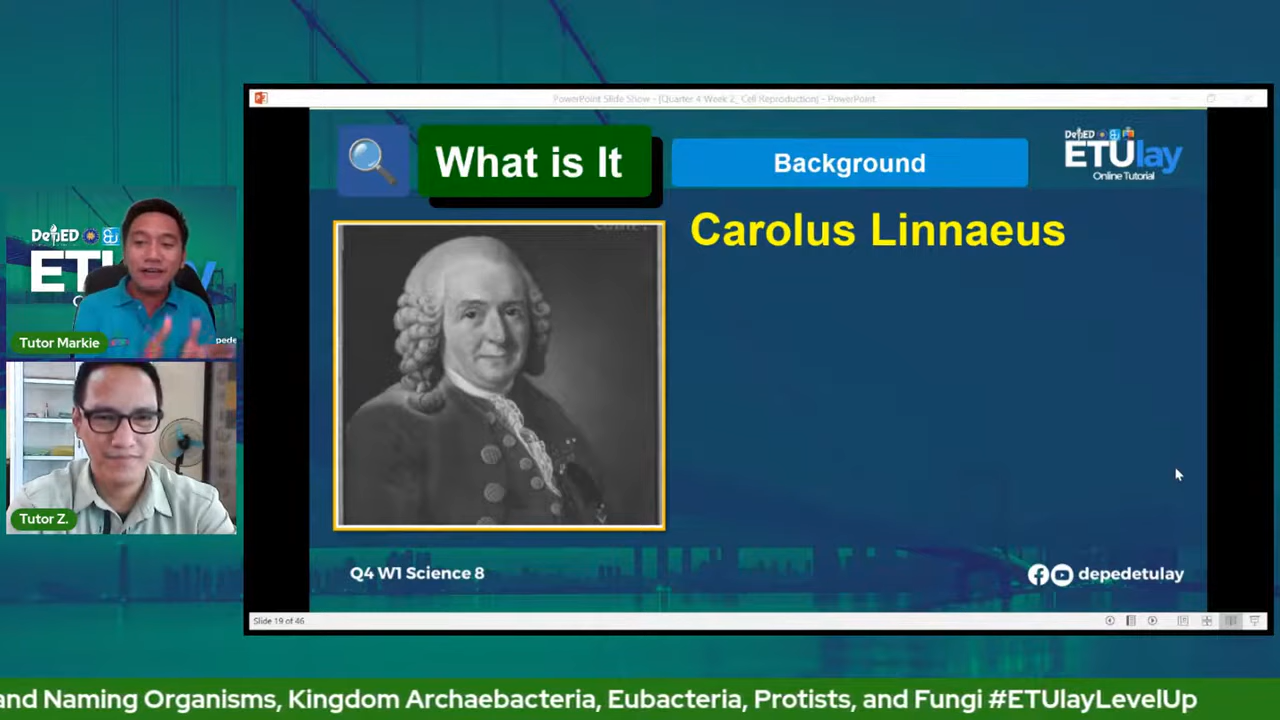 PowerPoint Slide Show - [Quarter 4 Week 2_ Cell Reproduction] - PowerPoint
What is It
Background
DepED
ETUlay
Online Tutorial
Carolus Linnaeus
DepED
Tutor Markie
Tutor Z.
Q4 W1 Science 8
depedetulay
Slide 19 of 46
and Naming Organisms, Kingdom Archaebacteria, Eubacteria, Protists, and Fungi #ETUlayLevelUp